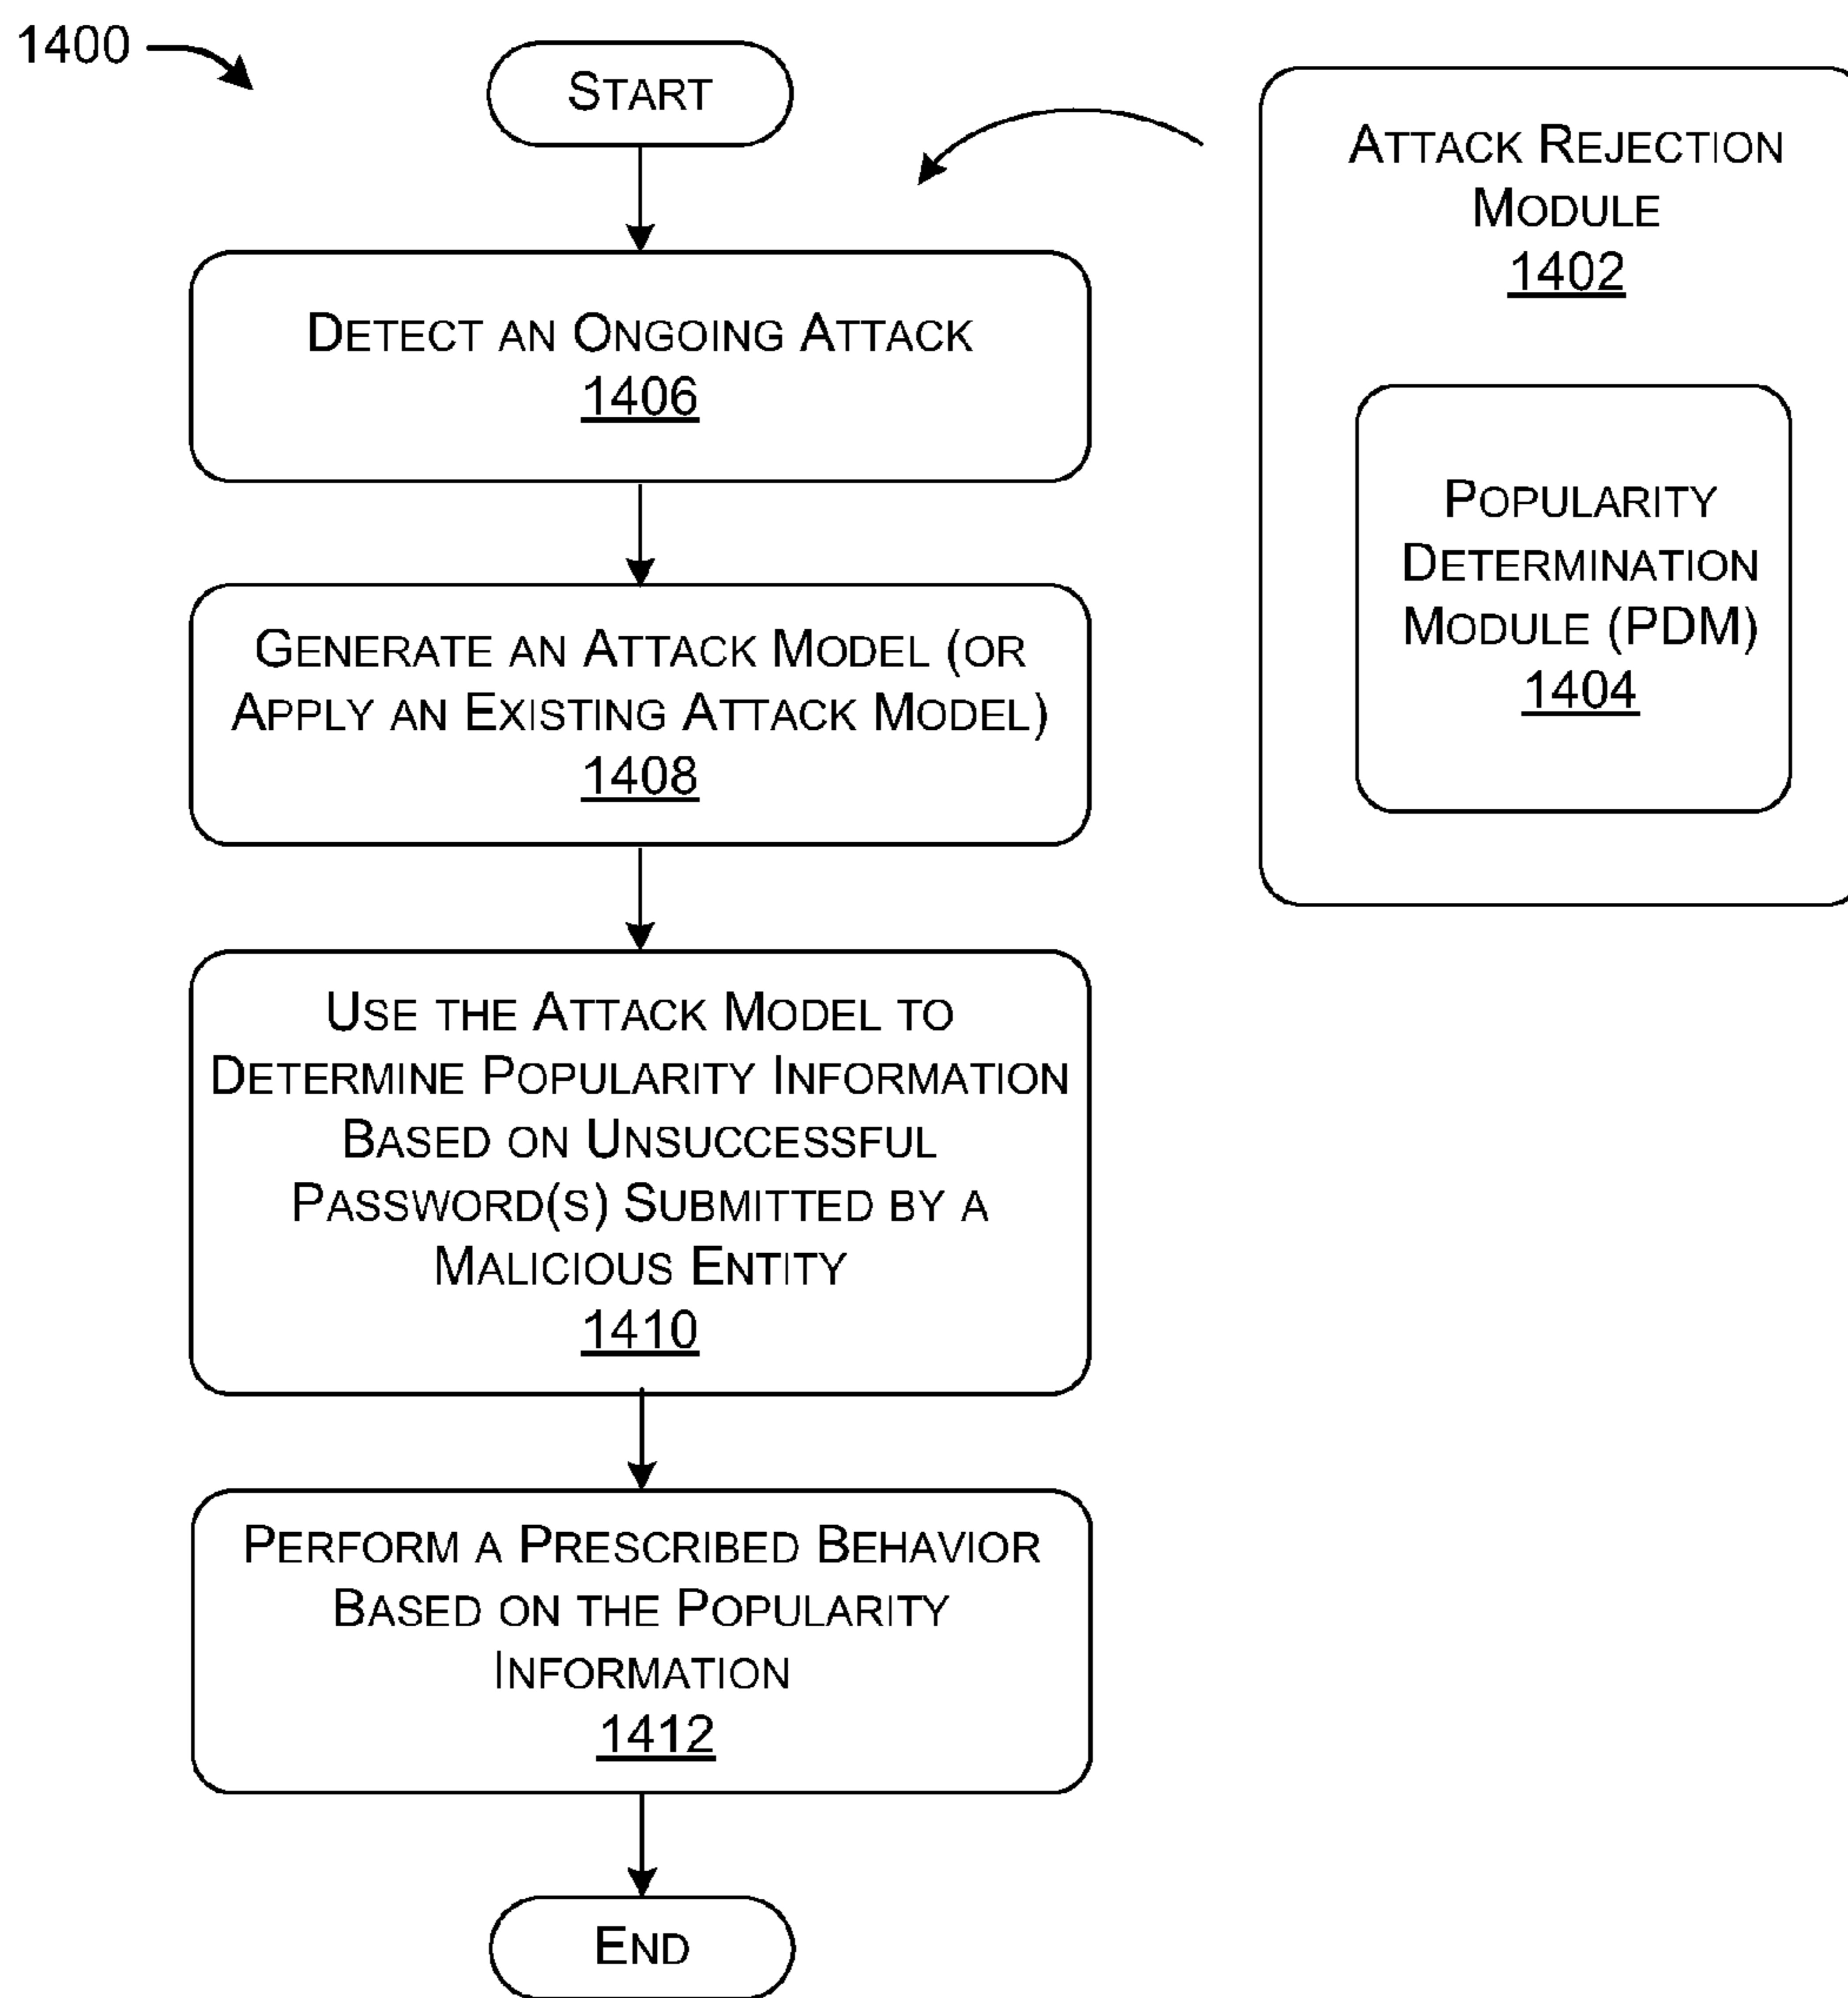 1400
START
DETECT AN ONGOING ATTACK
1406
GENERATE AN ATTACK MODEL (OR
APPLY AN EXISTING ATTACK MODEL)
1408
USE THE ATTACK MODEL TO
DETERMINE POPULARITY INFORMATION
BASED ON UNSUCCESSFUL
PASSWORD(S) SUBMITTED BY A
MALICIOUS ENTITY
1410
PERFORM A PRESCRIBED BEHAVIOR
BASED ON THE POPULARITY
INFORMATION
1412
END
ATTACK REJECTION
MODULE
1402
POPULARITY
DETERMINATION
MODULE (PDM)
1404